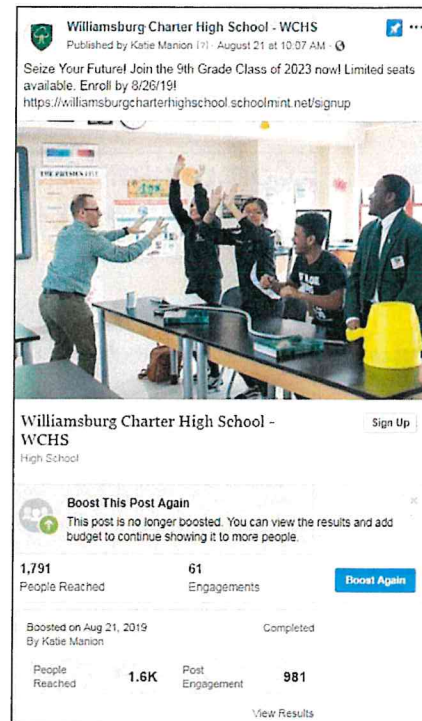 Williamsburg Charter High School - WCHS
Published by Katie Manion [?] · August 21 at 10:07 AM ·
Seize Your Future! Join the 9th Grade Class of 2023 now! Limited seats
available. Enroll by 8/26/19!
https://williamsburgcharterhighschool.schoolmint.net/signup
THE PHYSICS
Williamsburg Charter High School -
WCHS
Sign Up
High School
Boost This Post Again
This post is no longer boosted. You can view the results and add
budget to continue showing it to more people.
1,791
People Reached
61
Engagements
Boost Again
Boosted on Aug 21, 2019
By Katie Manion
Completed
People
Reached
1.6K
Post
Engagement
981
View Results